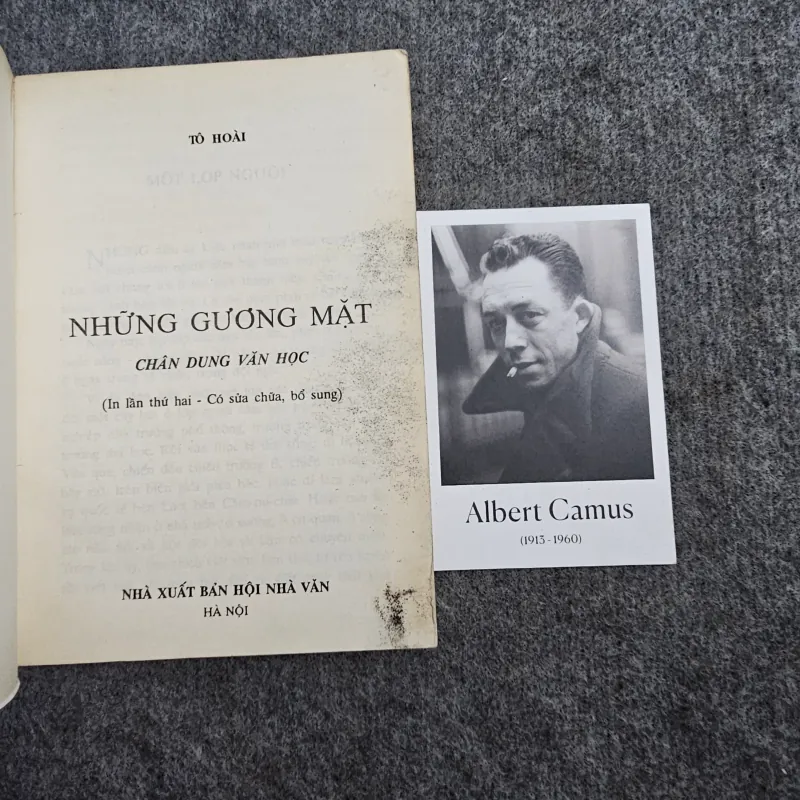 TÔ HOÀI
NHỮNG GƯƠNG MẶT
CHÂN DUNG VĂN HỌC
(In lần thứ hai - Có sửa chữa, bổ sung)
NHÀ XUẤT BẢN HỘI NHÀ VĂN
HÀ NỘI
Albert Camus
(1913 - 1960)